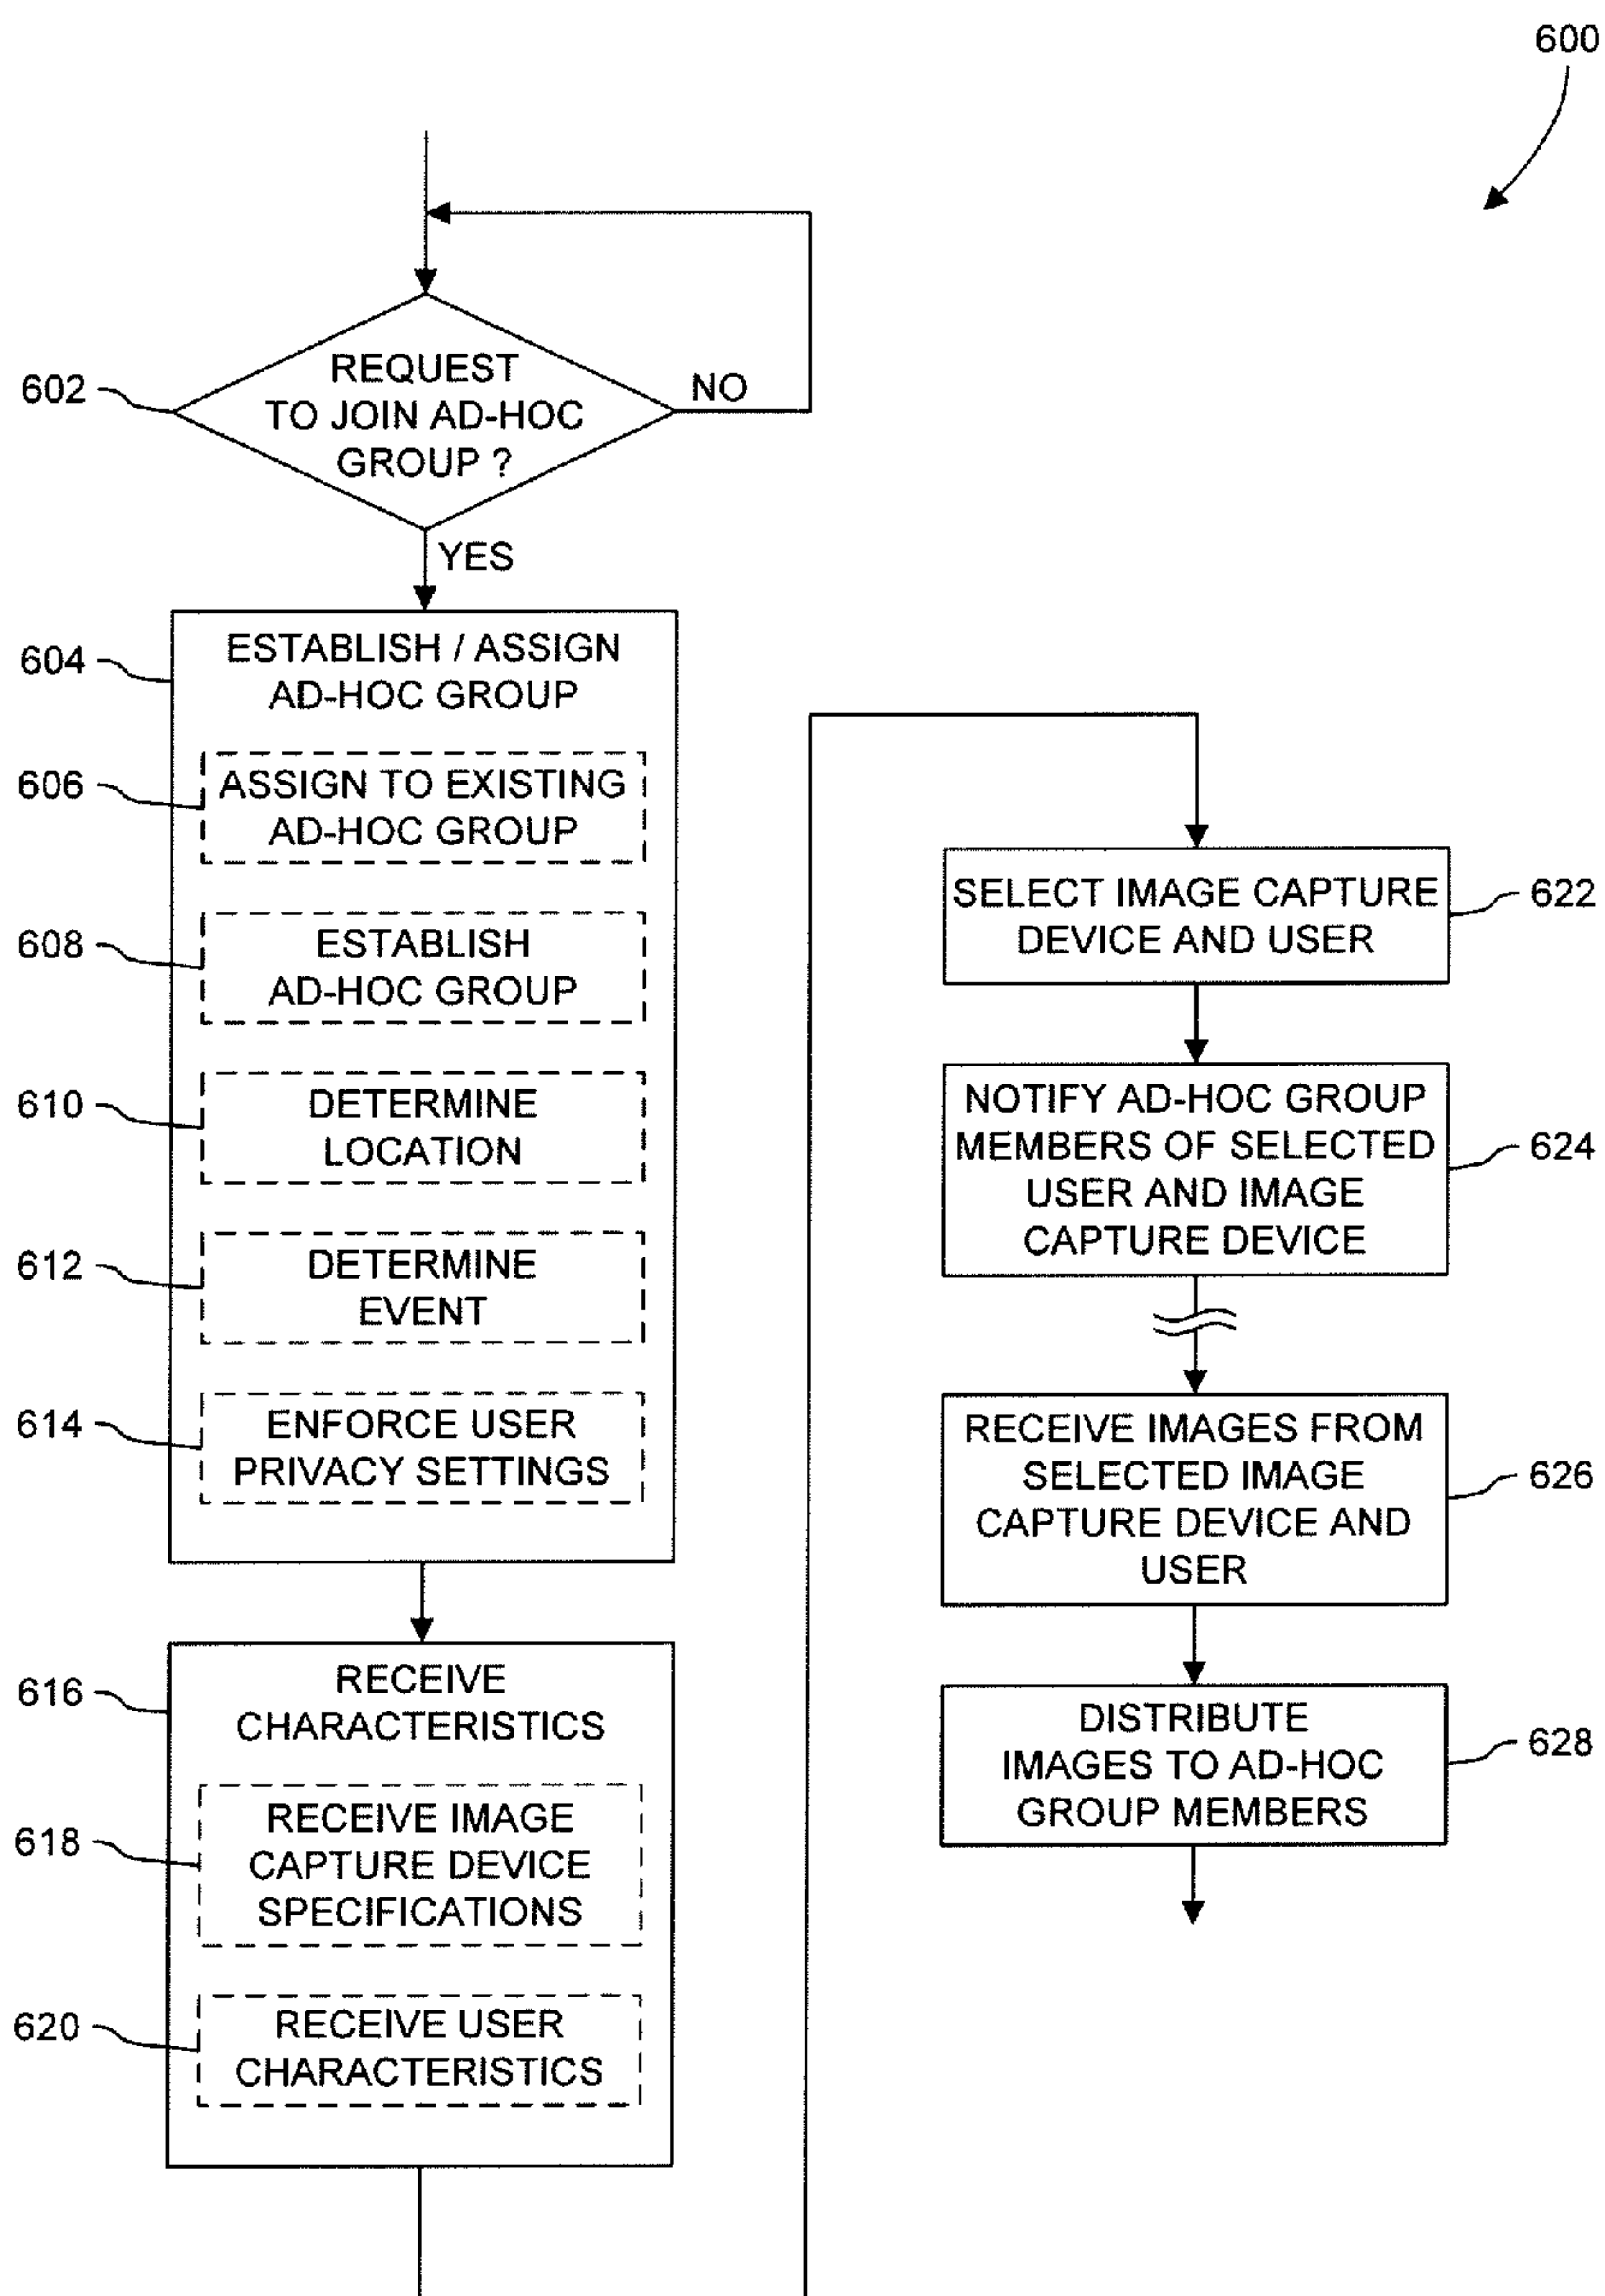 600
602
REQUEST
TO JOIN AD-HOC
GROUP ?
NO
YES
604
ESTABLISH / ASSIGN
AD-HOC GROUP
606
ASSIGN TO EXISTING
AD-HOC GROUP
608
ESTABLISH
AD-HOC GROUP
610
DETERMINE
LOCATION
612
DETERMINE
EVENT
614
ENFORCE USER
PRIVACY SETTINGS
616
RECEIVE
CHARACTERISTICS
618
RECEIVE IMAGE
CAPTURE DEVICE
SPECIFICATIONS
620
RECEIVE USER
CHARACTERISTICS
SELECT IMAGE CAPTURE
DEVICE AND USER
622
NOTIFY AD-HOC GROUP
MEMBERS OF SELECTED
USER AND IMAGE
CAPTURE DEVICE
624
RECEIVE IMAGES FROM
SELECTED IMAGE
CAPTURE DEVICE AND
USER
626
DISTRIBUTE
IMAGES TO AD-HOC
GROUP MEMBERS
628